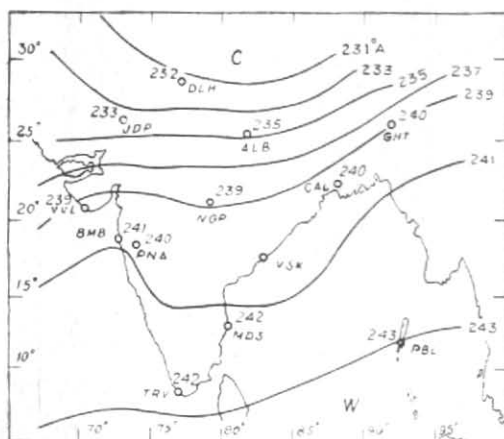 30° C 231°A
232 DLH 233
233 JDP 235 237
235 ALB 239
25° 240 GHT
241
239 VVL 239 NGP 240 CAL
20°
BMB 241 240 PNA
VSK
15°
242 MDS
243 PBL 243
10°
242 TRV
W
70° 75° 80° 85° 90° 95°